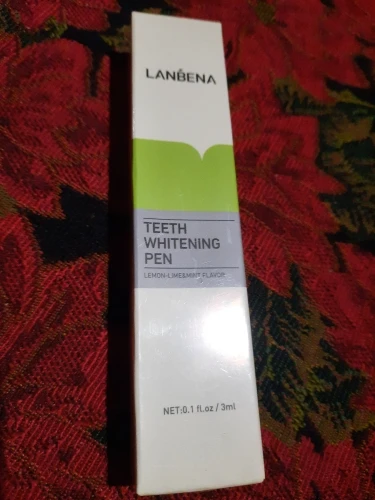 LANBENA
TEETH
WHITENING
PEN
LEMON-LIME&MINT FLAVOR
NET:0.1 fl.oz / 3ml